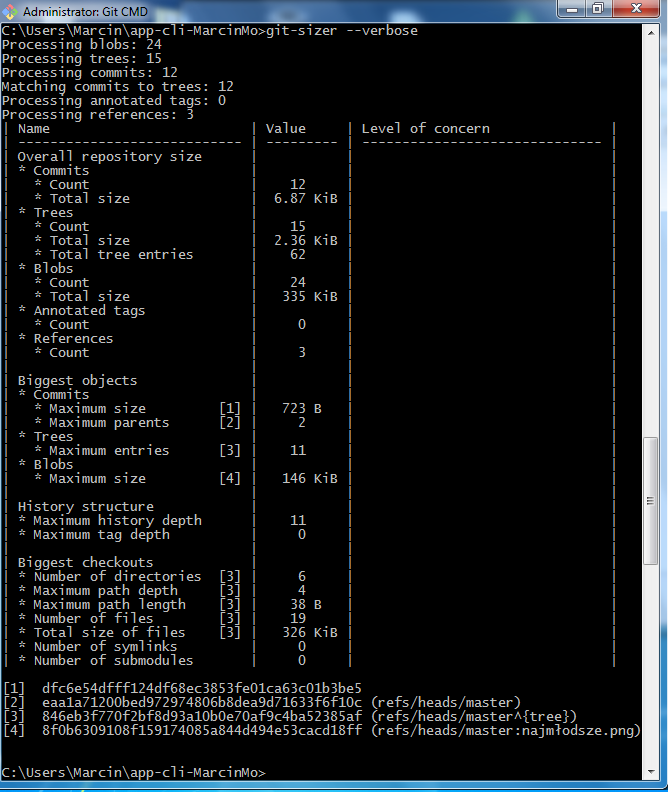 Administrator: Git CMD
C:\Users\Marcin\app-cli-MarcinMo>git-sizer --verbose
Processing blobs: 24
Processing trees: 15
Processing commits: 12
Matching commits to trees: 12
Processing annotated tags: 0
Processing references: 3
| Name                         | Value     | Level of concern               |
| ---------------------------- | --------- | ------------------------------ |
| Overall repository size      |           |                                |
| * Commits                    |           |                                |
|   * Count                    |    12     |                                |
|   * Total size               |  6.87 KiB |                                |
| * Trees                      |           |                                |
|   * Count                    |    15     |                                |
|   * Total size               |  2.36 KiB |                                |
|   * Total tree entries       |    62     |                                |
| * Blobs                      |           |                                |
|   * Count                    |    24     |                                |
|   * Total size               |   335 KiB |                                |
| * Annotated tags             |           |                                |
|   * Count                    |     0     |                                |
| * References                 |           |                                |
|   * Count                    |     3     |                                |
|                              |           |                                |
| Biggest objects              |           |                                |
| * Commits                    |           |                                |
|   * Maximum size         [1] |   723 B   |                                |
|   * Maximum parents      [2] |     2     |                                |
| * Trees                      |           |                                |
|   * Maximum entries      [3] |    11     |                                |
| * Blobs                      |           |                                |
|   * Maximum size         [4] |   146 KiB |                                |
|                              |           |                                |
| History structure            |           |                                |
| * Maximum history depth      |    11     |                                |
| * Maximum tag depth          |     0     |                                |
|                              |           |                                |
| Biggest checkouts            |           |                                |
| * Number of directories  [3] |     6     |                                |
| * Maximum path depth     [3] |     4     |                                |
| * Maximum path length    [3] |    38 B   |                                |
| * Number of files        [3] |    19     |                                |
| * Total size of files    [3] |   326 KiB |                                |
| * Number of symlinks         |     0     |                                |
| * Number of submodules       |     0     |                                |
[1]  dfc6e54dfff124df68ec3853fe01ca63c01b3be5
[2]  eaa1a71200bed972974806b8dea9d71633f6f10c (refs/heads/master)
[3]  846eb3f770f2bf8d93a10b0e70af9c4ba52385af (refs/heads/master^{tree})
[4]  8f0b6309108f159174085a844d494e53cacd18ff (refs/heads/master:najmłodsze.png)
C:\Users\Marcin\app-cli-MarcinMo>